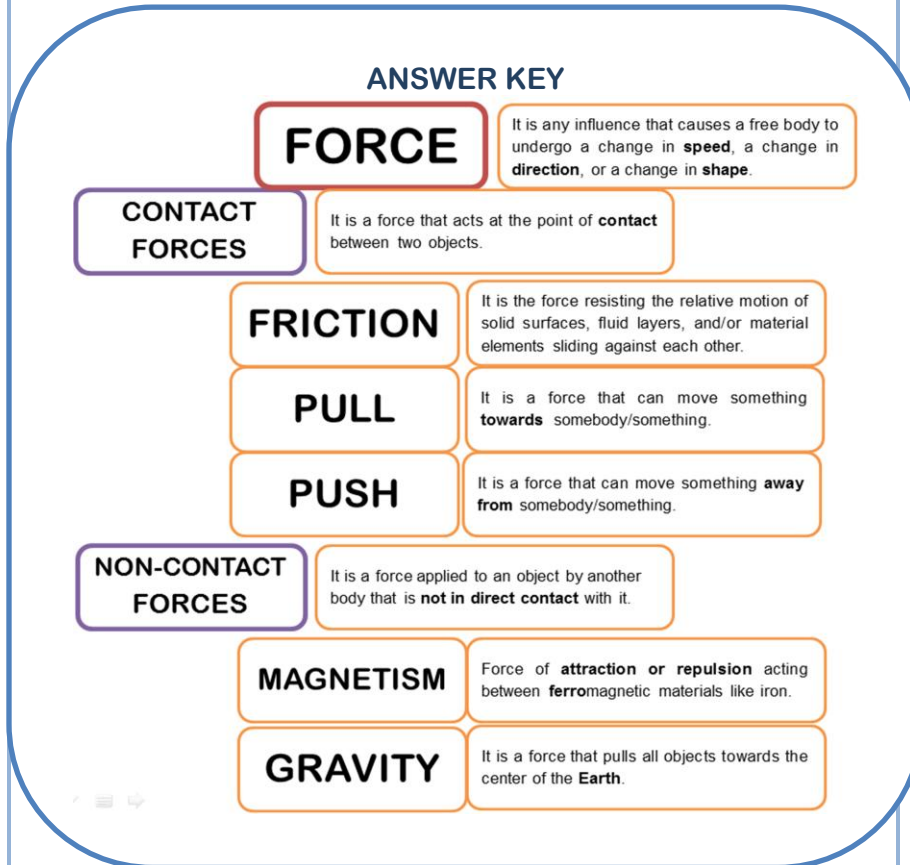 ANSWER KEY
FORCE
It is any influence that causes a free body to
undergo a change in speed, a change in
direction, or a change in shape.
CONTACT
FORCES
It is a force that acts at the point of contact
between two objects.
FRICTION
It is the force resisting the relative motion of
solid surfaces, fluid layers, and/or material
elements sliding against each other.
PULL
It is a force that can move something
towards somebody/something.
PUSH
It is a force that can move something away
from somebody/something.
NON-CONTACT
FORCES
It is a force applied to an object by another
body that is not in direct contact with it.
MAGNETISM
Force of attraction or repulsion acting
between ferromagnetic materials like iron.
GRAVITY
It is a force that pulls all objects towards the
center of the Earth.